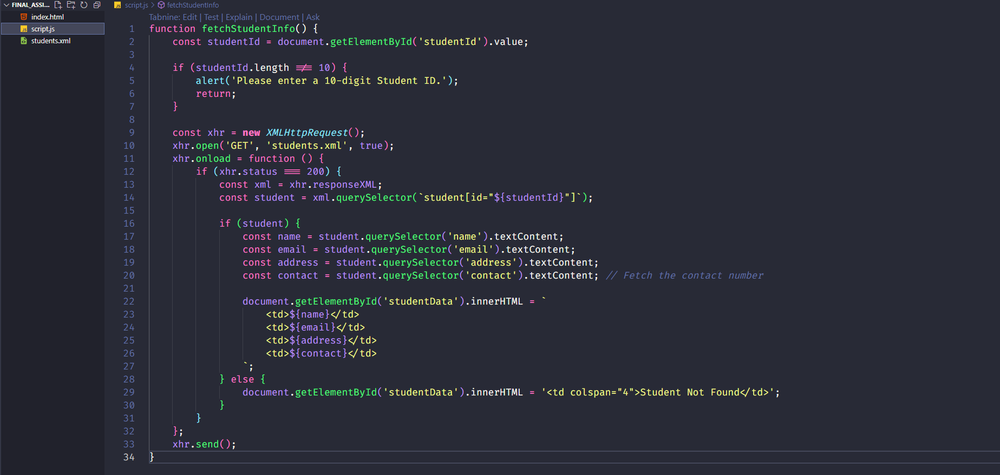 FINAL_ASSI...
index.html
script.js
students.xml
script.js > fetchStudentInfo
Tabnine: Edit | Test | Explain | Document | Ask
1 function fetchStudentInfo() {
2 const studentId = document.getElementById('studentId').value;
3
4 if (studentId.length !== 10) {
5 alert('Please enter a 10-digit Student ID.');
6 return;
7 }
8
9 const xhr = new XMLHttpRequest();
10 xhr.open('GET', 'students.xml', true);
11 xhr.onload = function () {
12 if (xhr.status === 200) {
13 const xml = xhr.responseXML;
14 const student = xml.querySelector(`student[id="${studentId}"]`);
15
16 if (student) {
17 const name = student.querySelector('name').textContent;
18 const email = student.querySelector('email').textContent;
19 const address = student.querySelector('address').textContent;
20 const contact = student.querySelector('contact').textContent; // Fetch the contact number
21
22 document.getElementById('studentData').innerHTML = `
23 <td>${name}</td>
24 <td>${email}</td>
25 <td>${address}</td>
26 <td>${contact}</td>
27 `;
28 } else {
29 document.getElementById('studentData').innerHTML = '<td colspan="4">Student Not Found</td>';
30 }
31 }
32 };
33 xhr.send();
34 }